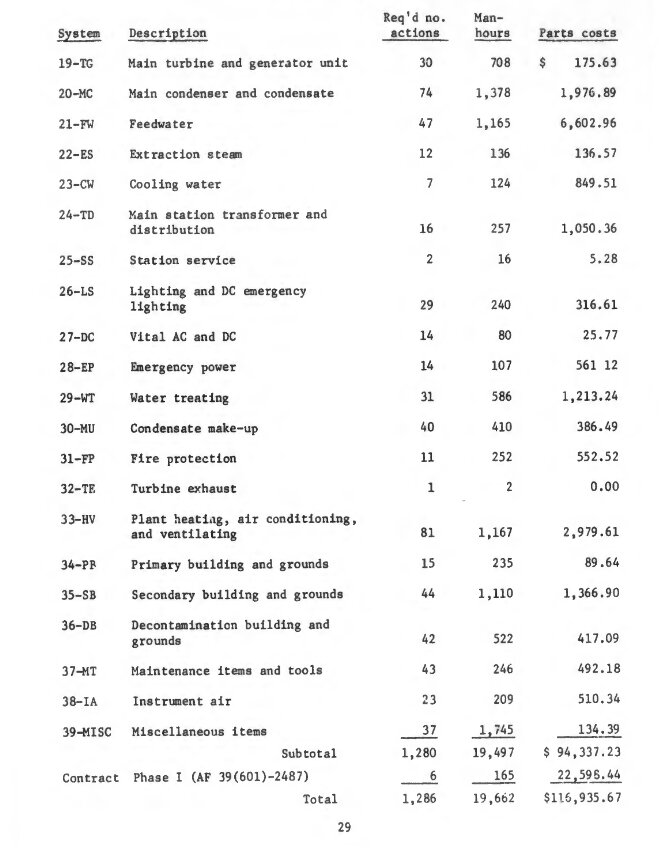 Req'd no. Man-
System Description actions hours Parts costs
19-TG Main turbine and generator unit 30 708 $ 175.63
20-MC Main condenser and condensate 74 1,378 1,976.89
21-FW Feedwater 47 1,165 6,602.96
22-ES Extraction steam 12 136 136.57
23-CW Cooling water 7 124 849.51
24-TD Main station transformer and
distribution 16 257 1,050.36
25-SS Station service 2 16 5.28
26-LS Lighting and DC emergency
lighting 29 240 316.61
27-DC Vital AC and DC 14 80 25.77
28-EP Emergency power 14 107 561 12
29-WT Water treating 31 586 1,213.24
30-MU Condensate make-up 40 410 386.49
31-FP Fire protection 11 252 552.52
32-TE Turbine exhaust 1 2 0.00
33-HV Plant heating, air conditioning,
and ventilating 81 1,167 2,979.61
34-PB Primary building and grounds 15 235 89.64
35-SB Secondary building and grounds 44 1,110 1,366.90
36-DB Decontamination building and
grounds 42 522 417.09
37-MT Maintenance items and tools 43 246 492.18
38-IA Instrument air 23 209 510.34
39-MISC Miscellaneous items 37 1,745 134.39
Subtotal 1,280 19,497 $ 94,337.23
Contract Phase I (AF 39(601)-2487) 6 165 22,598.44
Total 1,286 19,662 $116,935.67
29